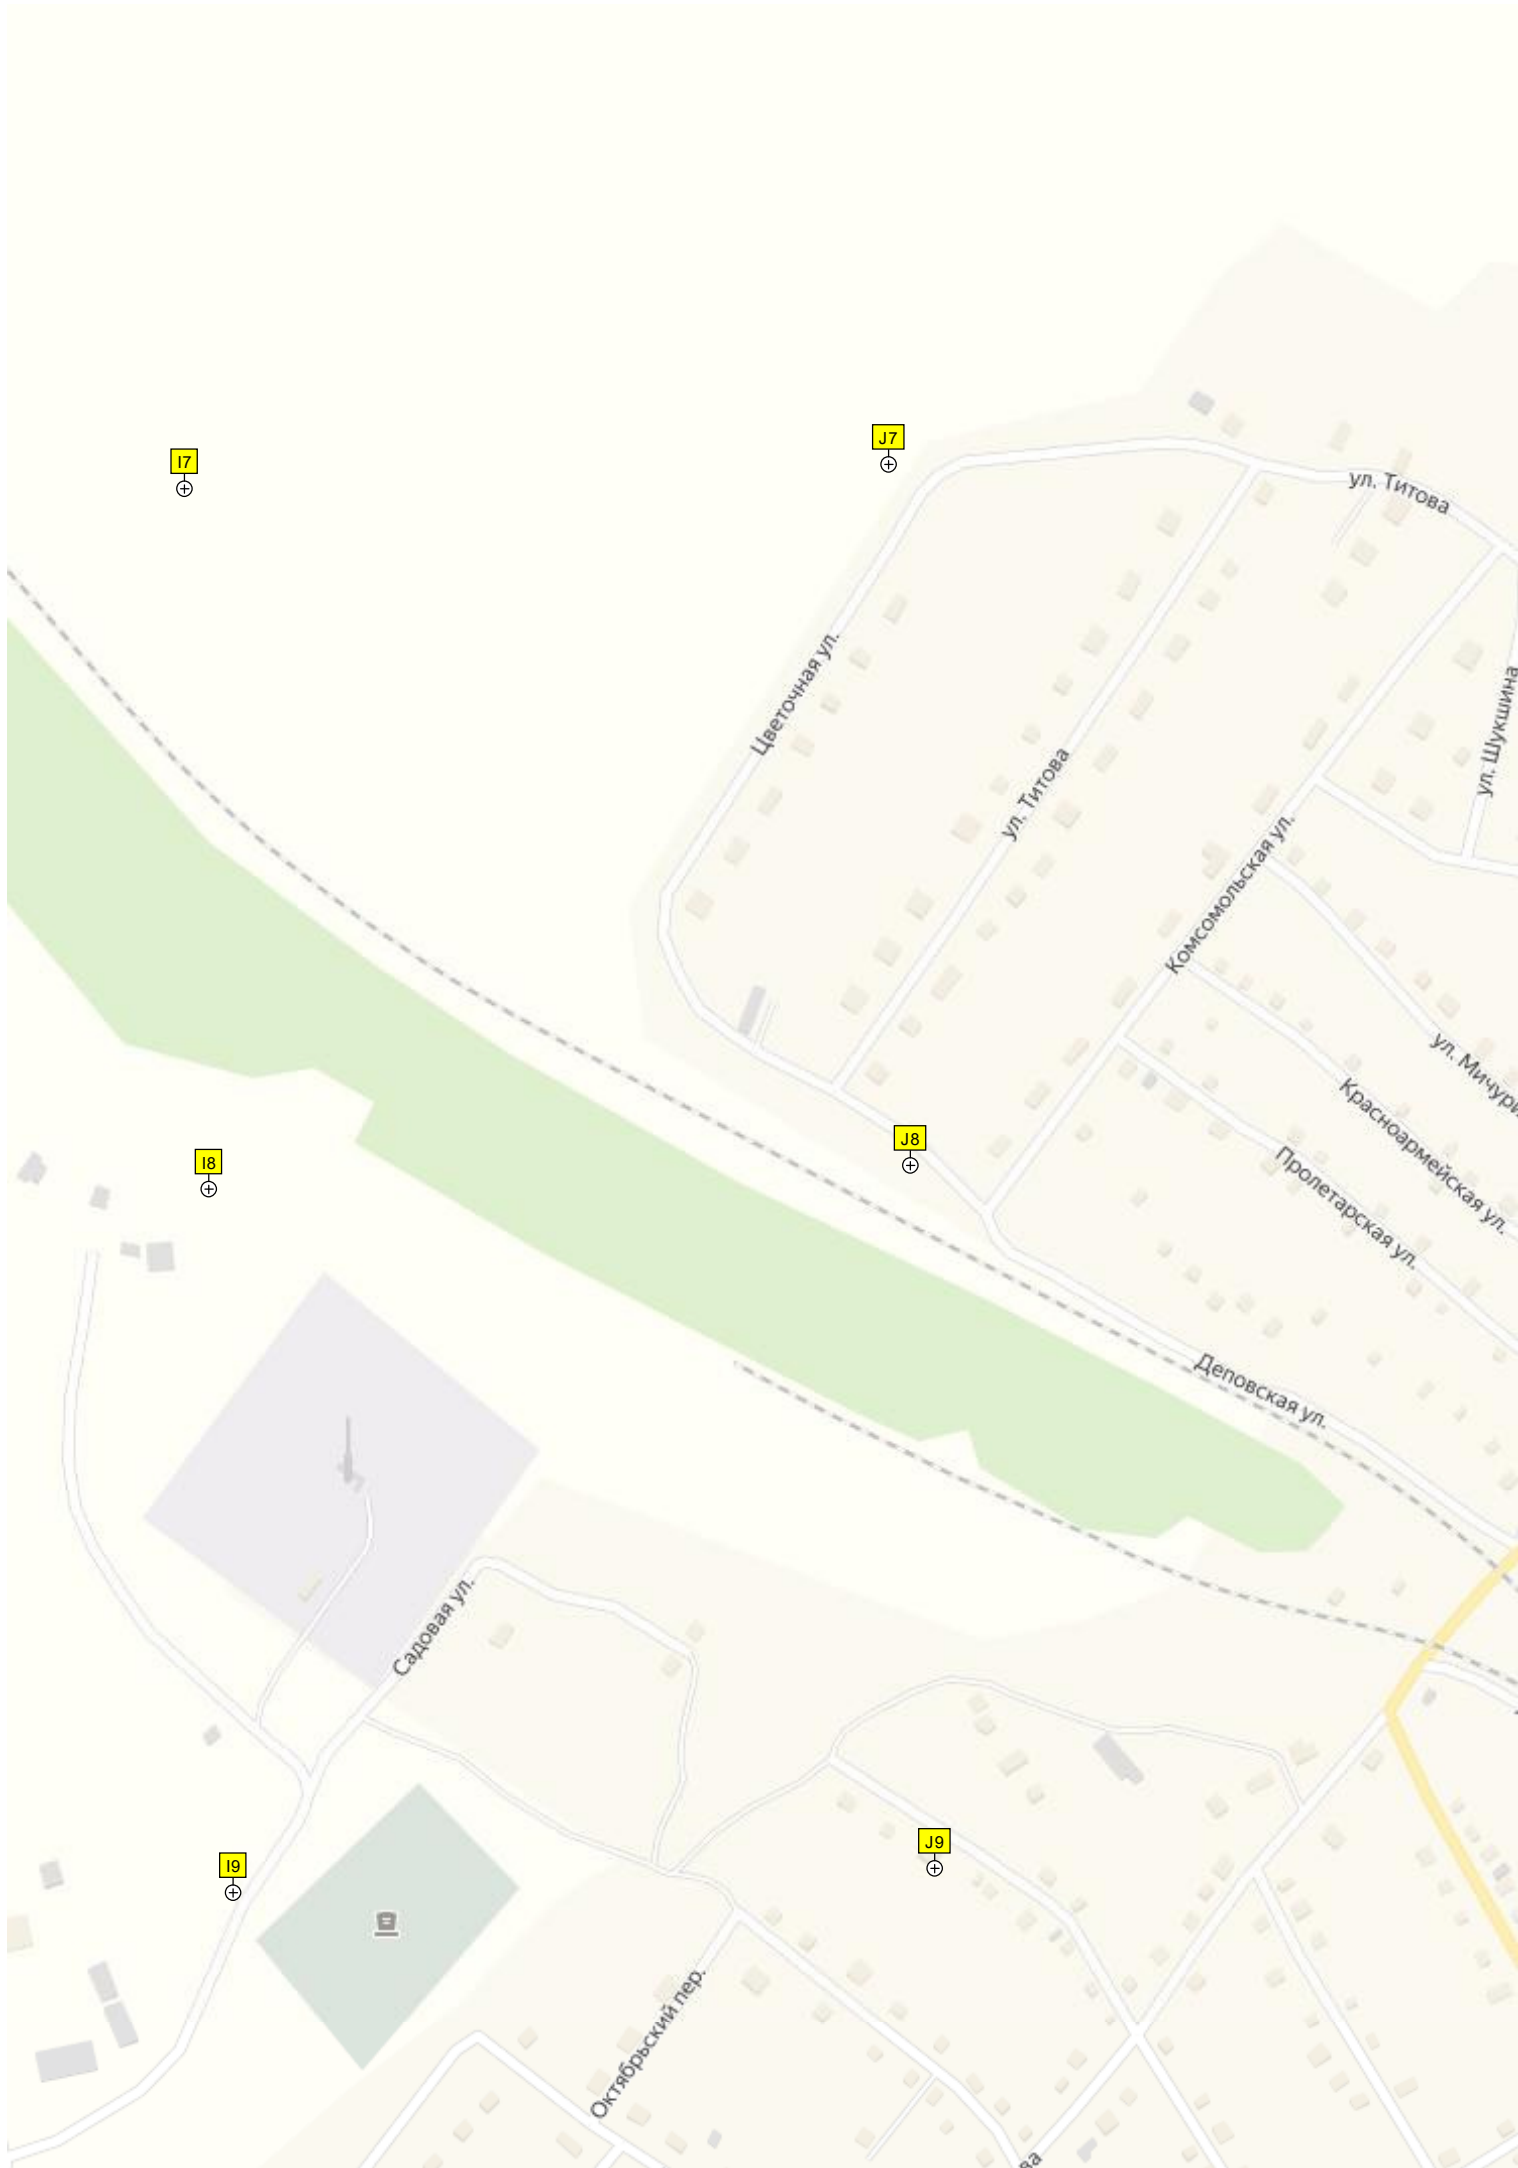 J7
I7
ул. Титова
Цветочная ул.
ул. Шукшина
ул. Титова
Комсомольская ул.
ул.
Красноармейская ул.
J8
I8
Пролетарская ул.
Деповская ул.
Садовая ул.
J9
I9
Октябрьский пер.